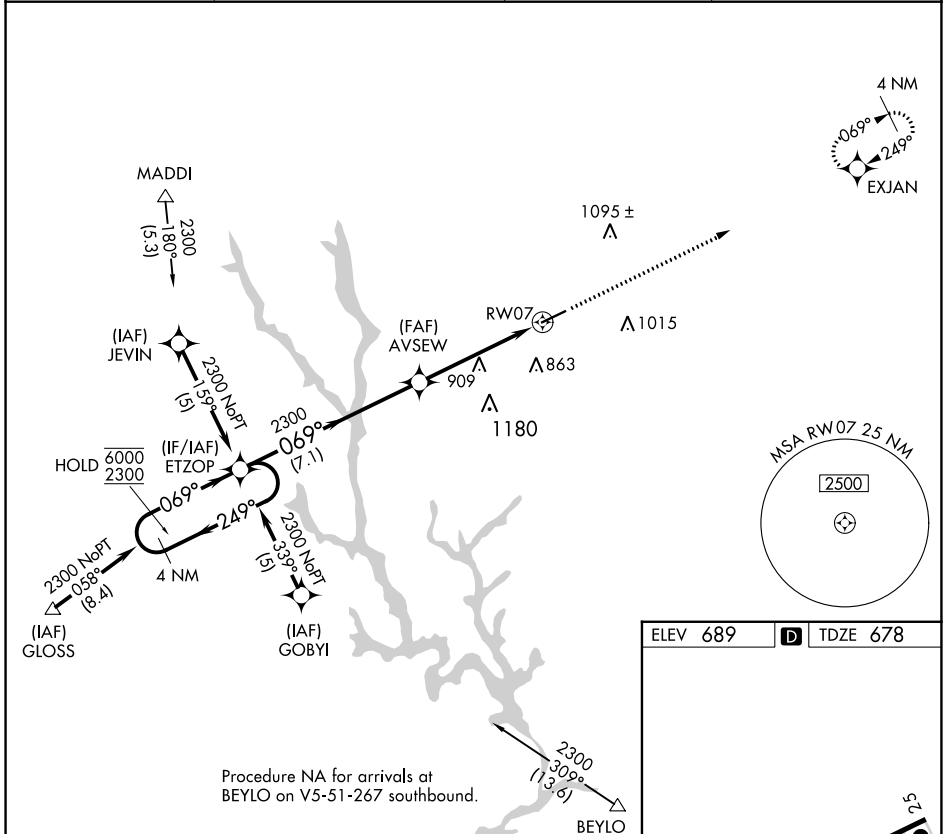 4 NM
069°
249°
EXJAN
MADDI
2300
180°
(5.3)
1095 ±
(IAF)
JEVIN
2300 NoPT
159°
(5)
(FAF)
AVSEW
RW07
1015
909
863
1180
2300
069°
(7.1)
(IF/IAF)
ETZOP
HOLD 6000
2300
069°
249°
4 NM
2300 NoPT
058°
(8.4)
(IAF)
GLOSS
2300 NoPT
339°
(5)
(IAF)
GOBYI
MSA RW07 25 NM
2500
ELEV 689 D TDZE 678
Procedure NA for arrivals at
BEYLO on V5-51-267 southbound.
2300
309°
(13.6)
BEYLO
25